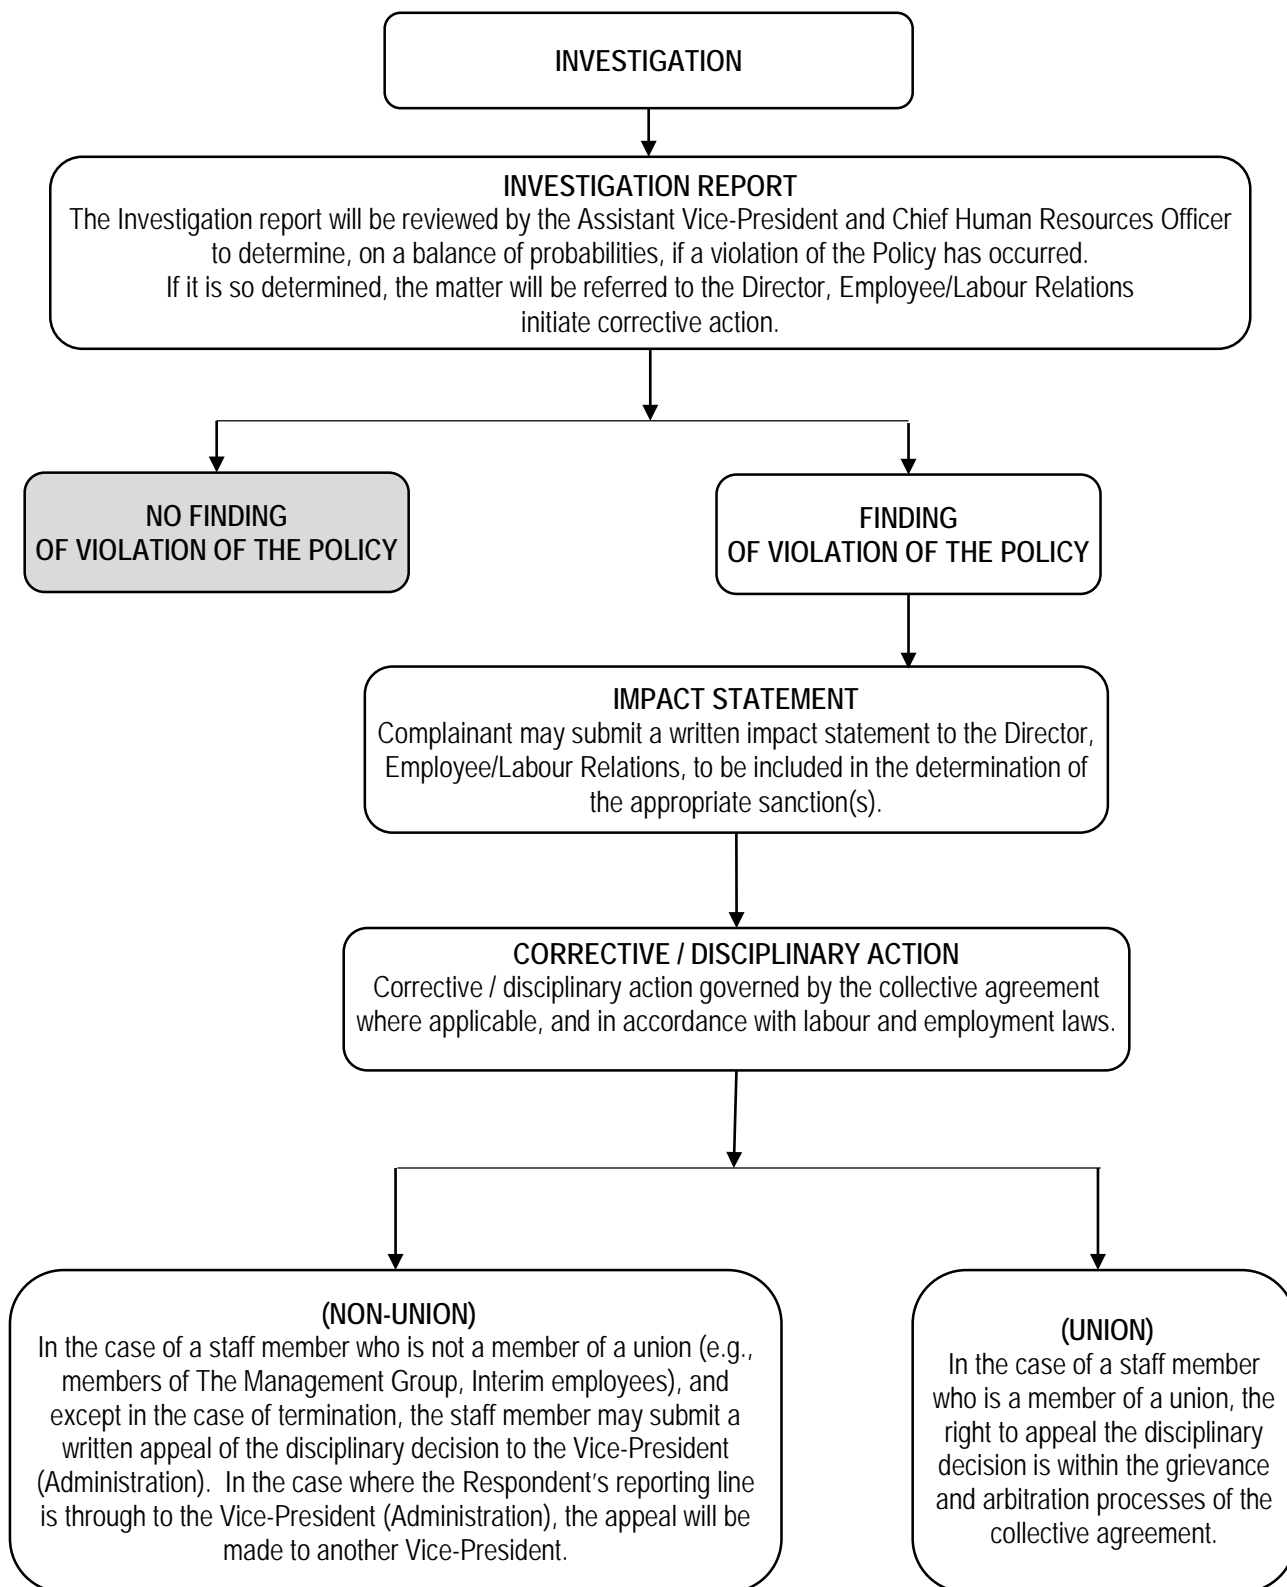 INVESTIGATION
INVESTIGATION REPORT
The Investigation report will be reviewed by the Assistant Vice-President and Chief Human Resources Officer
to determine, on a balance of probabilities, if a violation of the Policy has occurred.
If it is so determined, the matter will be referred to the Director, Employee/Labour Relations
initiate corrective action.
NO FINDING
OF VIOLATION OF THE POLICY
FINDING
OF VIOLATION OF THE POLICY
IMPACT STATEMENT
Complainant may submit a written impact statement to the Director,
Employee/Labour Relations, to be included in the determination of
the appropriate sanction(s).
CORRECTIVE / DISCIPLINARY ACTION
Corrective / disciplinary action governed by the collective agreement
where applicable, and in accordance with labour and employment laws.
(NON-UNION)
In the case of a staff member who is not a member of a union (e.g.,
members of The Management Group, Interim employees), and
except in the case of termination, the staff member may submit a
written appeal of the disciplinary decision to the Vice-President
(Administration).  In the case where the Respondent's reporting line
is through to the Vice-President (Administration), the appeal will be
made to another Vice-President.
(UNION)
In the case of a staff member
who is a member of a union, the
right to appeal the disciplinary
decision is within the grievance
and arbitration processes of the
collective agreement.